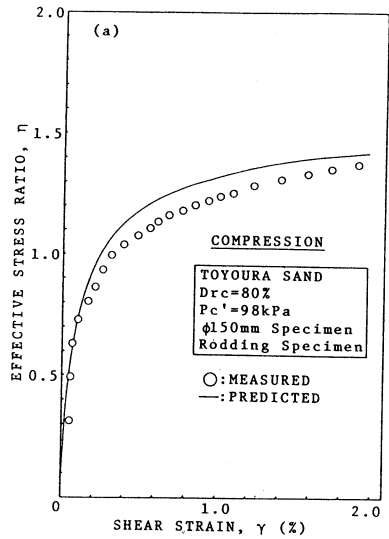 (a)
2.0
1.5
1.0
0.5
0
EFFECTIVE STRESS RATIO, η
COMPRESSION
TOYOURA SAND
Drc=80%
Pc'=98kPa
φ150mm Specimen
Rodding Specimen
○:MEASURED
—:PREDICTED
0 1.0 2.0
SHEAR STRAIN, γ (%)